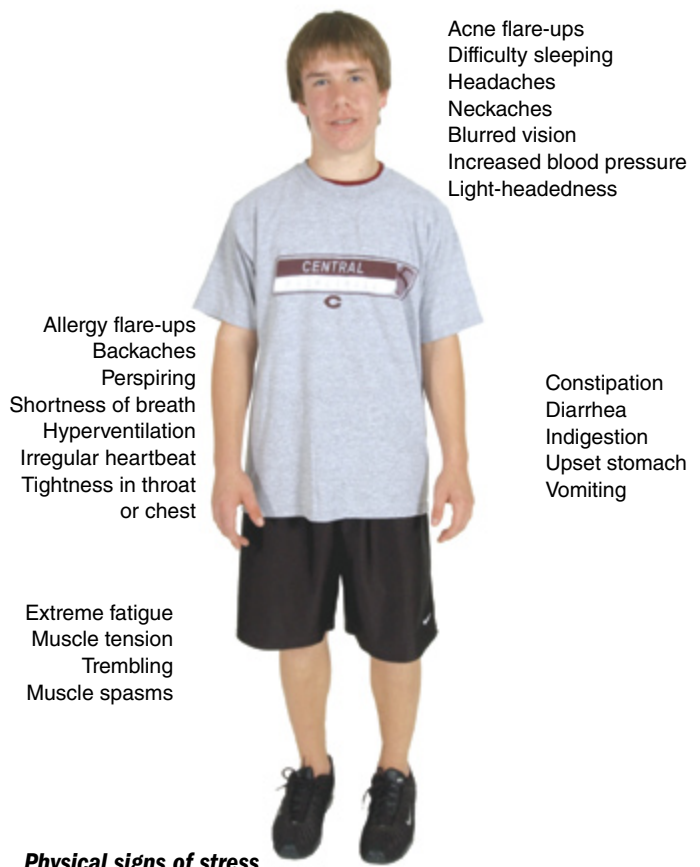 Acne flare-ups
Difficulty sleeping
Headaches
Neckaches
Blurred vision
Increased blood pressure
Light-headedness
CENTRAL
C
Allergy flare-ups
Backaches
Perspiring
Shortness of breath
Hyperventilation
Irregular heartbeat
Tightness in throat
or chest
Constipation
Diarrhea
Indigestion
Upset stomach
Vomiting
Extreme fatigue
Muscle tension
Trembling
Muscle spasms
Physical signs of stress